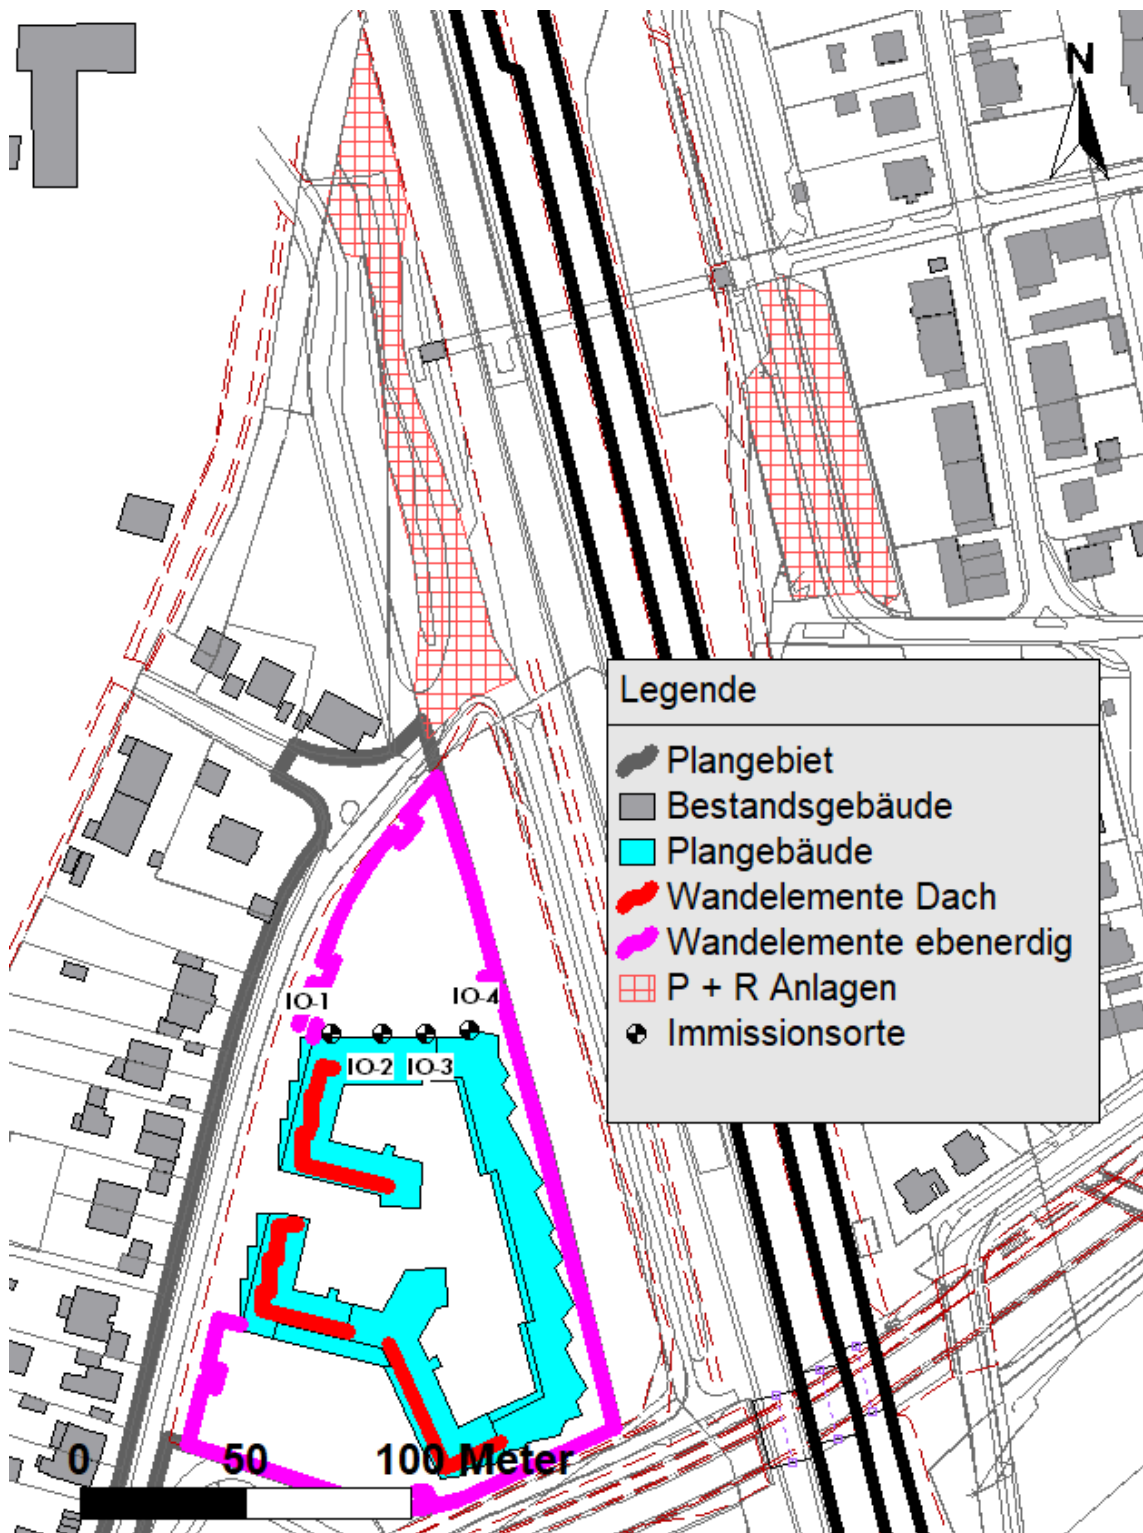 N
Legende
Plangebiet
Bestandsgebäude
Plangebäude
Wandelemente Dach
Wandelemente ebenerdig
P + R Anlagen
Immissionsorte
IO-1
IO-4
IO-2
IO-3
0
50
100 Meter